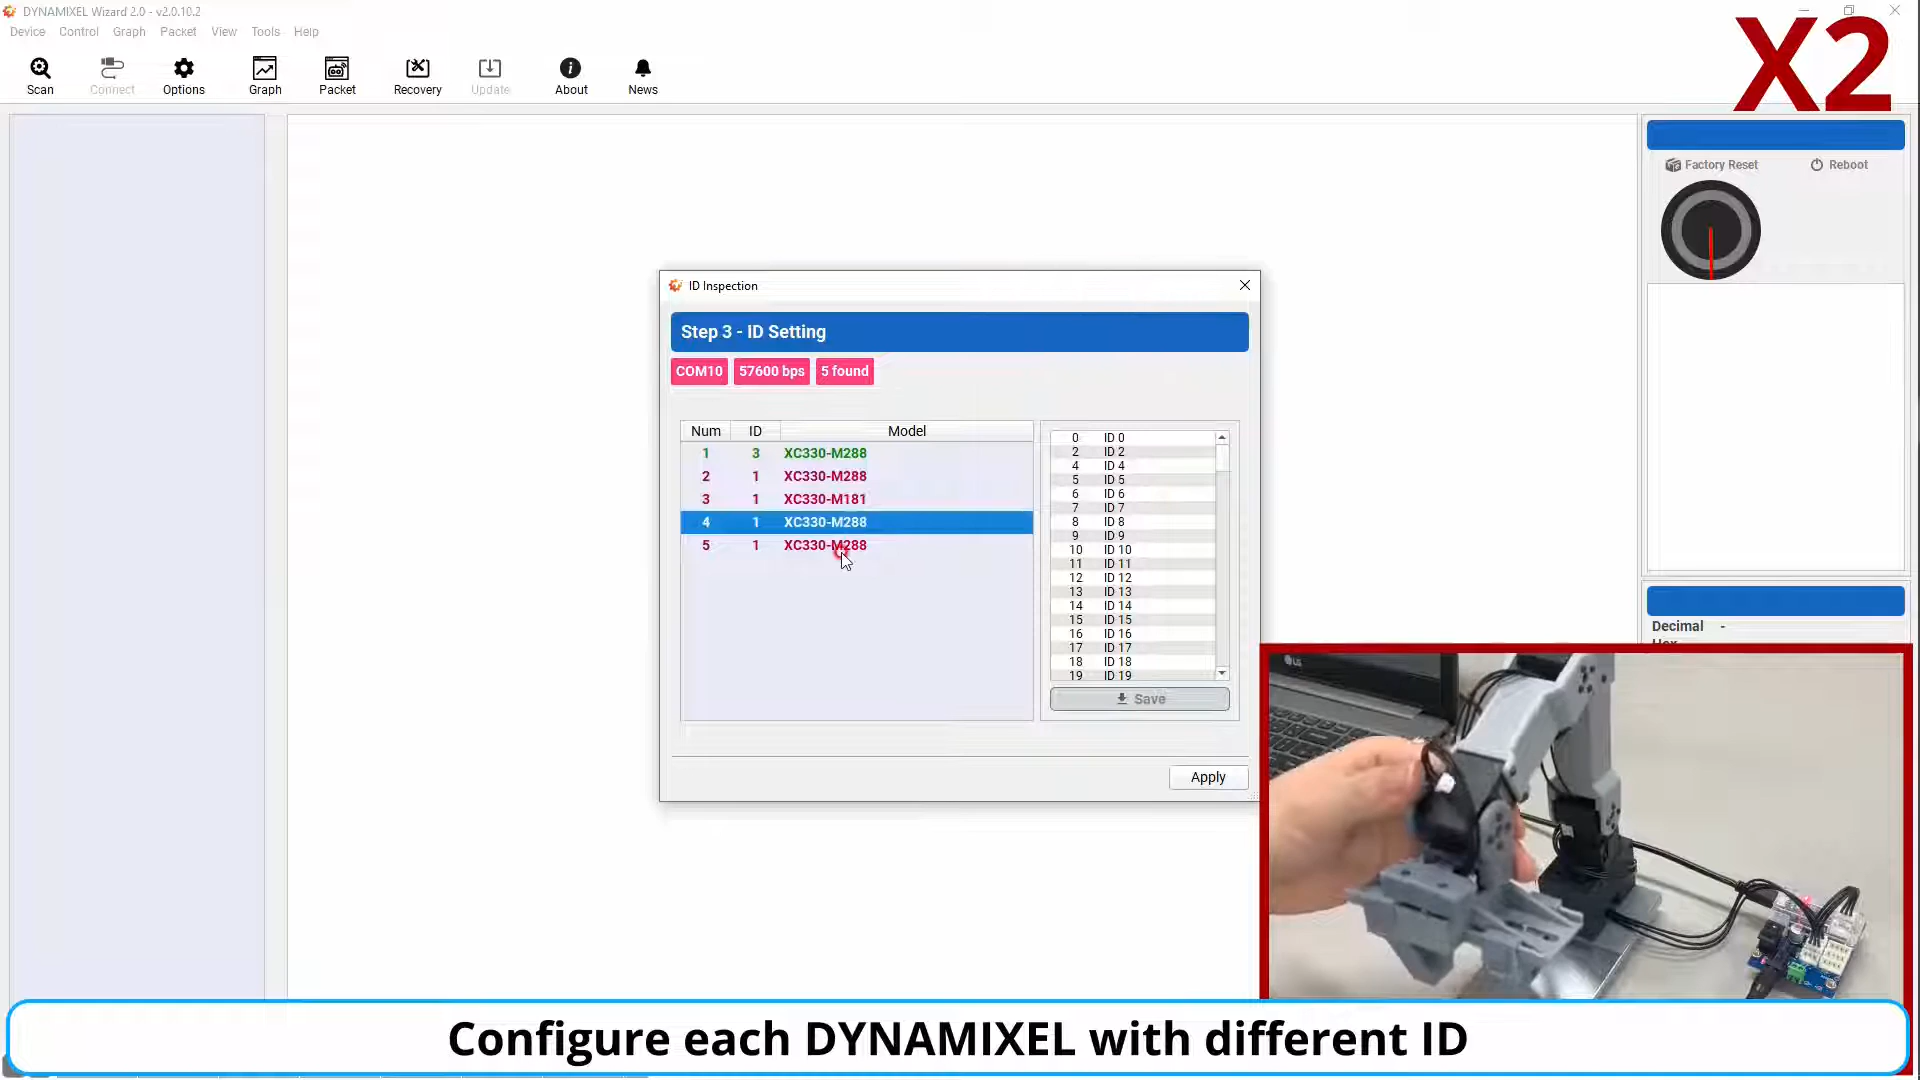 DYNAMIXEL Wizard 2.0 - v2.0.10.2
Device Control Graph Packet View Tools Help
X2
Scan Connect Options Graph Packet Recovery Update About News
Factory Reset Reboot
ID Inspection
Step 3 - ID Setting
COM10 57600 bps 5 found
Num ID Model
1 3 XC330-M288
2 1 XC330-M288
3 1 XC330-M181
4 1 XC330-M288
5 1 XC330-M288
0 ID 0
2 ID 2
4 ID 4
5 ID 5
6 ID 6
7 ID 7
8 ID 8
9 ID 9
10 ID 10
11 ID 11
12 ID 12
13 ID 13
14 ID 14
15 ID 15
16 ID 16
17 ID 17
18 ID 18
19 ID 19
Save
Apply
Decimal -
LG
Configure each DYNAMIXEL with different ID